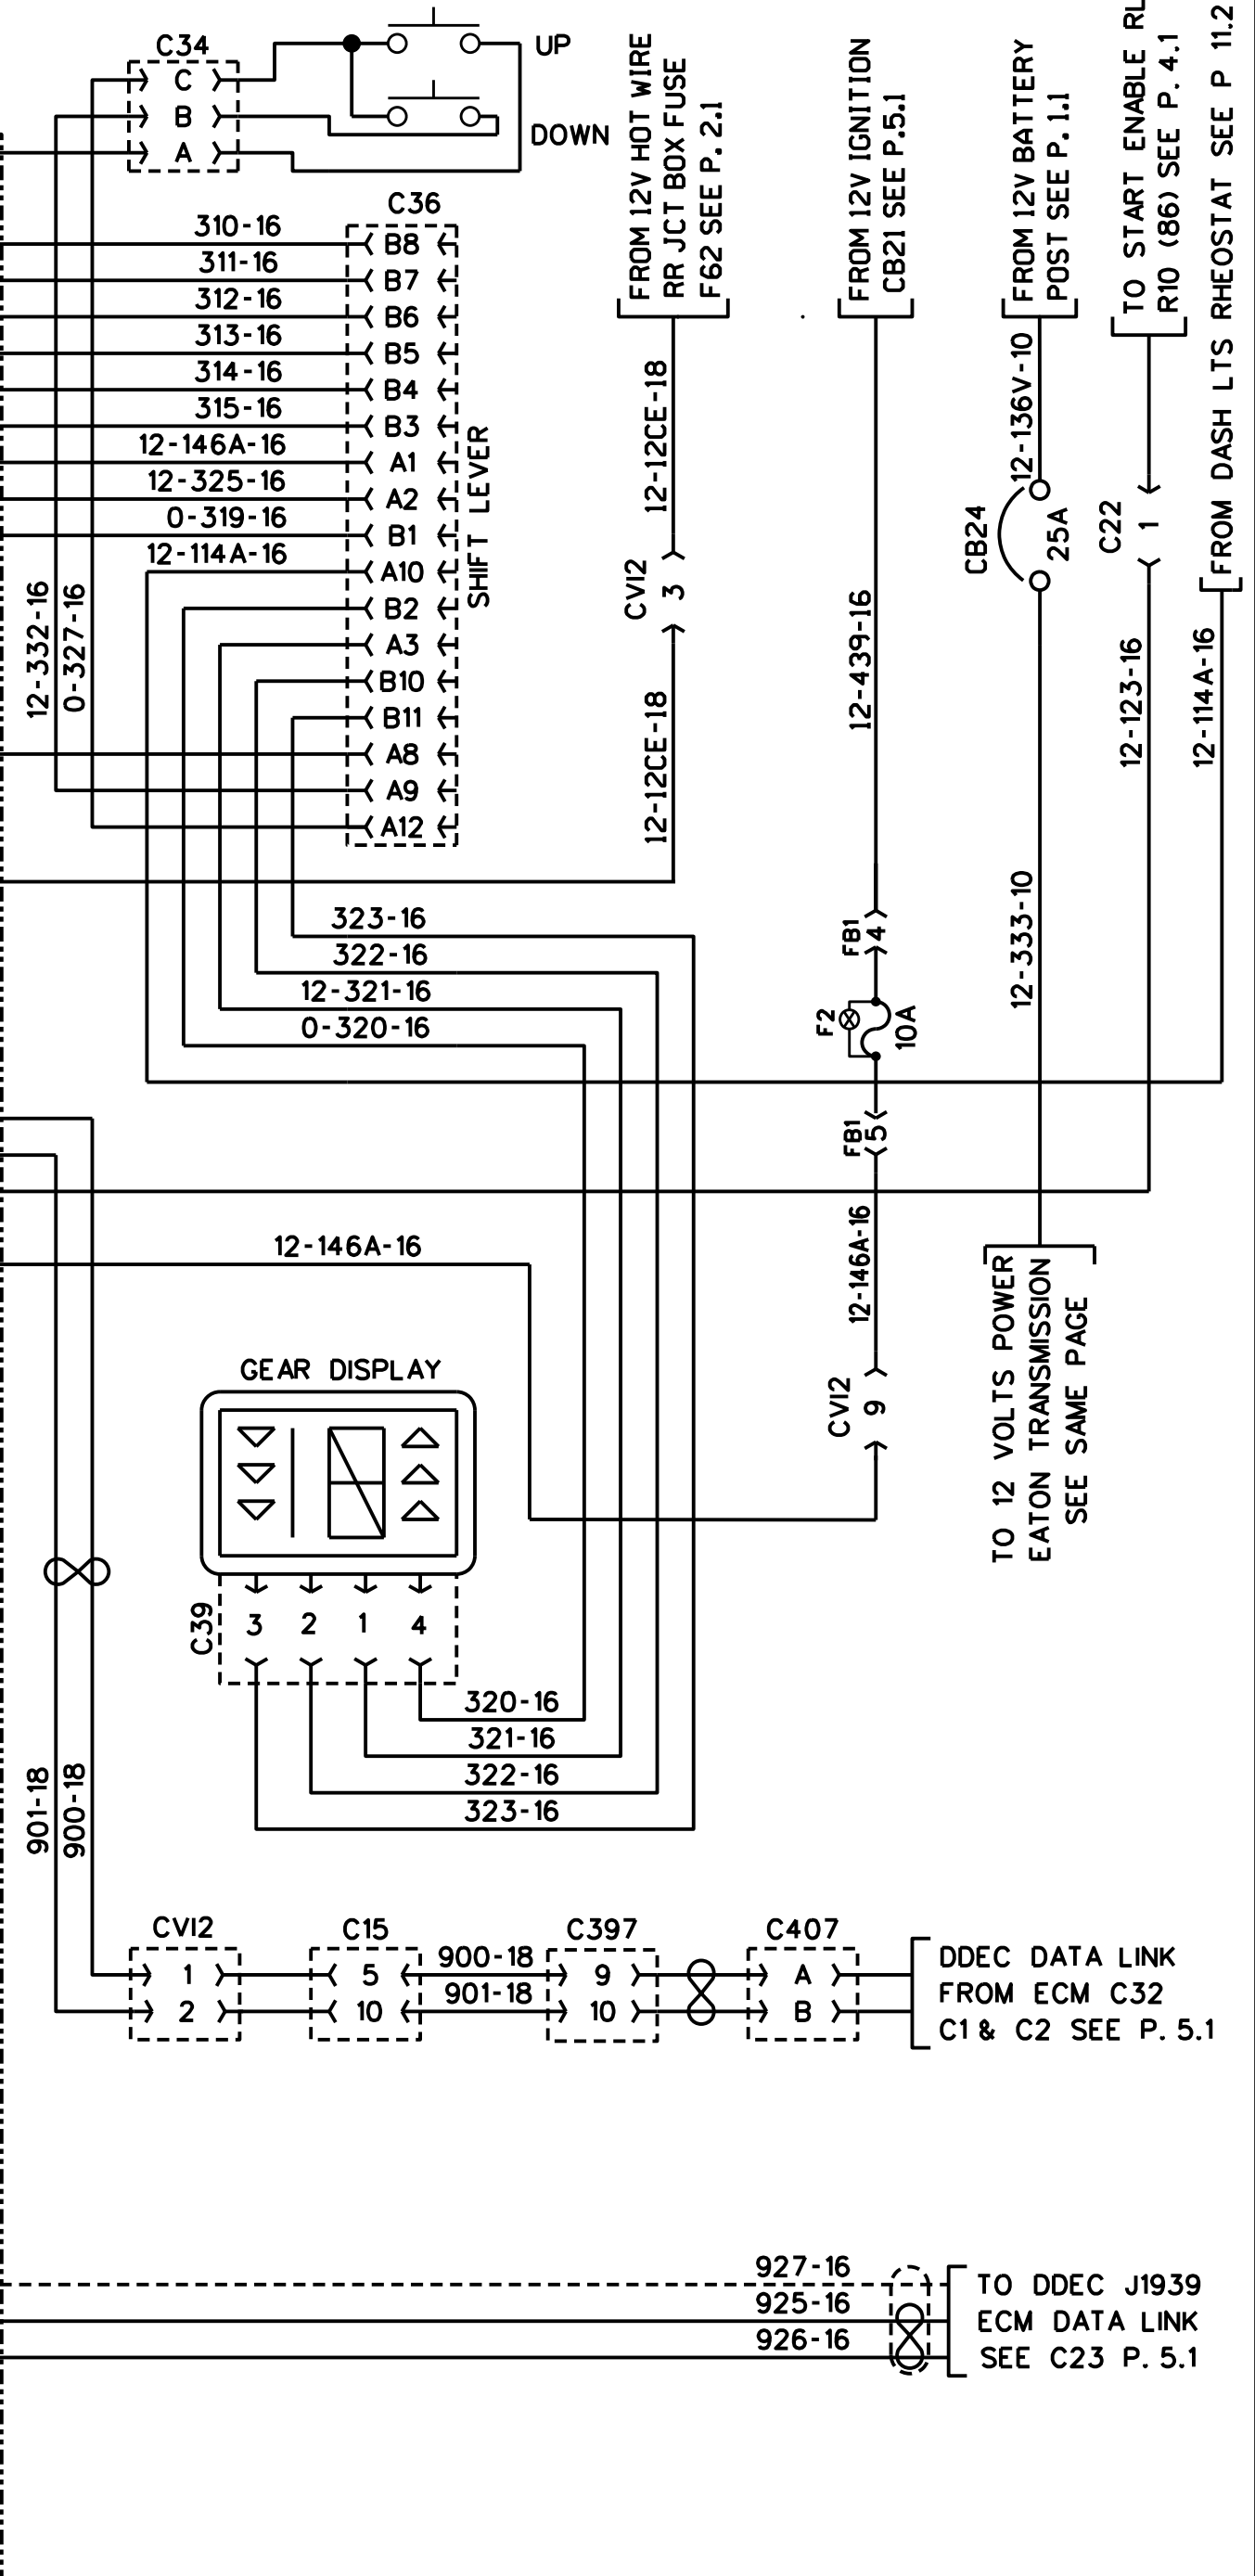 C34
C
B
A
UP
DOWN
C36
310-16
B8
311-16
B7
312-16
B6
313-16
B5
314-16
B4
315-16
B3
12-146A-16
A1
12-325-16
A2
0-319-16
B1
12-114A-16
A10
B2
A3
B10
B11
A8
A9
A12
SHIFT LEVER
12-332-16
0-327-16
FROM 12V HOT WIRE
RR JCT BOX FUSE
F62 SEE P. 2.1
12-12CE-18
CVI2
3
12-12CE-18
FROM 12V IGNITION
CB21 SEE P.5.1
12-439-16
FB1
4
F2
10A
FB1
5
12-146A-16
CVI2
9
FROM 12V BATTERY
POST SEE P. 1.1
12-136V-10
CB24
25A
12-333-10
TO 12 VOLTS POWER
EATON TRANSMISSION
SEE SAME PAGE
TO START ENABLE RL
R10 (86) SEE P. 4.1
C22
1
12-123-16
FROM DASH LTS RHEOSTAT SEE P 11.2
12-114A-16
323-16
322-16
12-321-16
0-320-16
12-146A-16
GEAR DISPLAY
C39
3
2
1
4
320-16
321-16
322-16
323-16
901-18
900-18
CVI2
1
2
C15
5
10
900-18
901-18
C397
9
10
C407
A
B
DDEC DATA LINK
FROM ECM C32
C1 & C2 SEE P. 5.1
927-16
925-16
926-16
TO DDEC J1939
ECM DATA LINK
SEE C23 P. 5.1